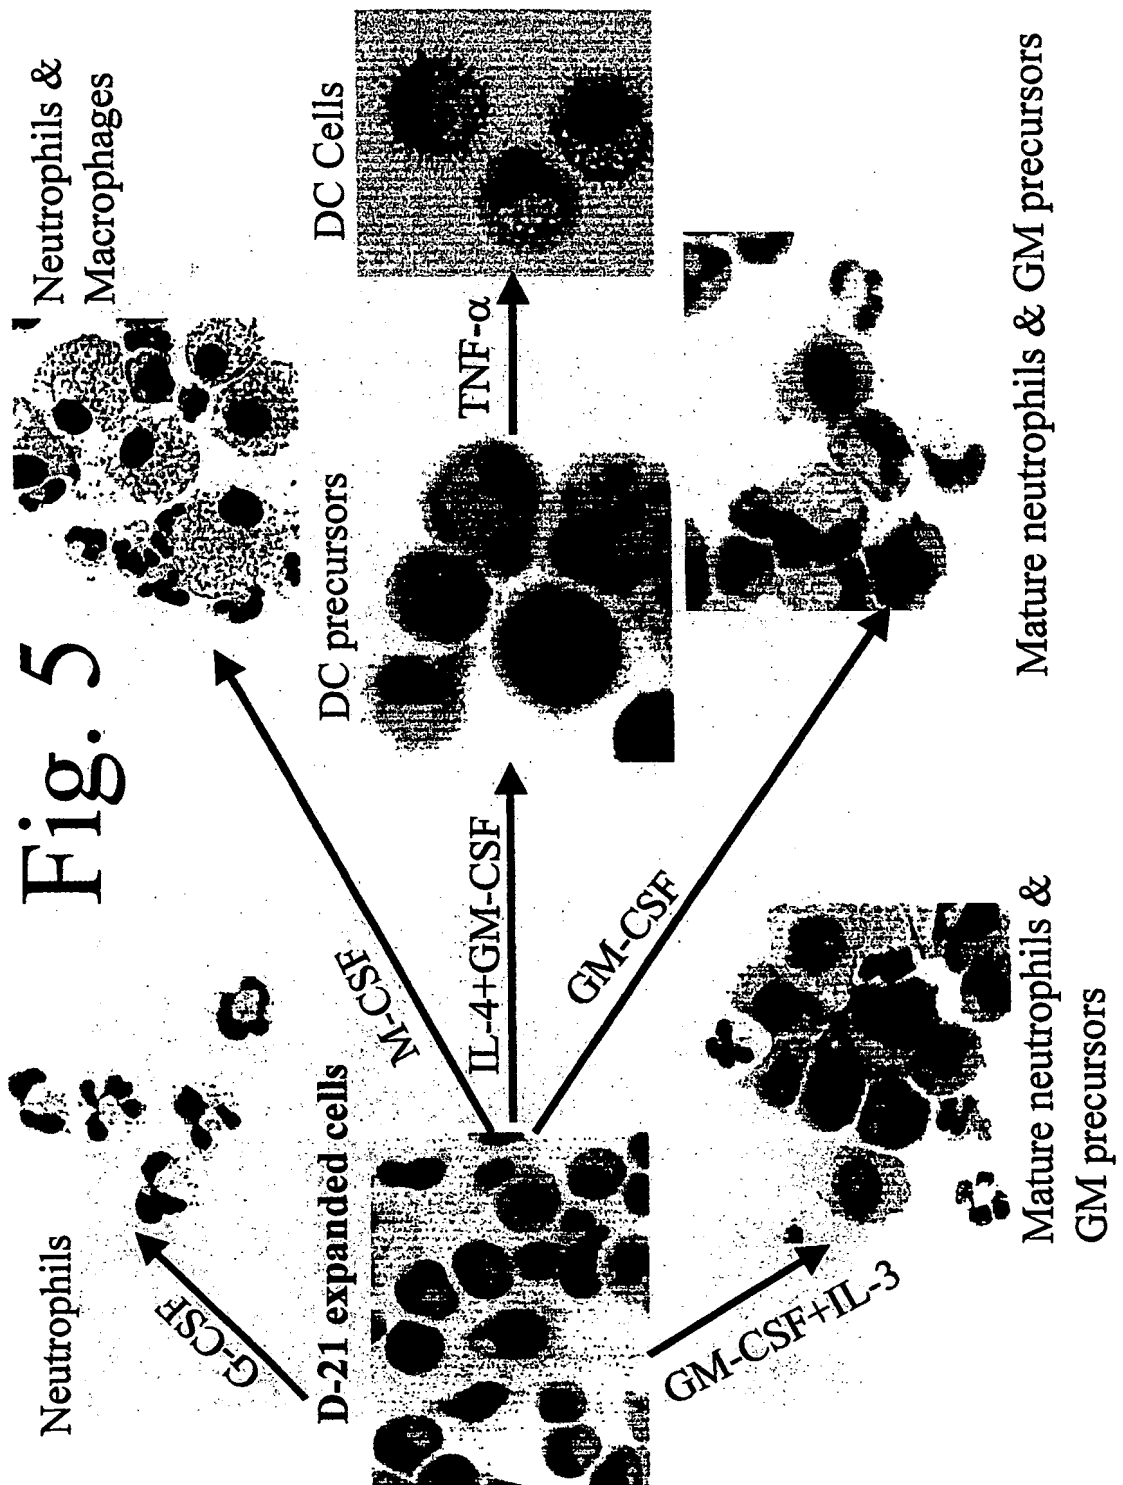 Fig. 5
Neutrophils
G-CSF
D-21 expanded cells
M-CSF
Neutrophils &
Macrophages
IL-4+GM-CSF
DC precursors
TNF-α
DC Cells
GM-CSF
Mature neutrophils & GM precursors
GM-CSF+IL-3
Mature neutrophils &
GM precursors